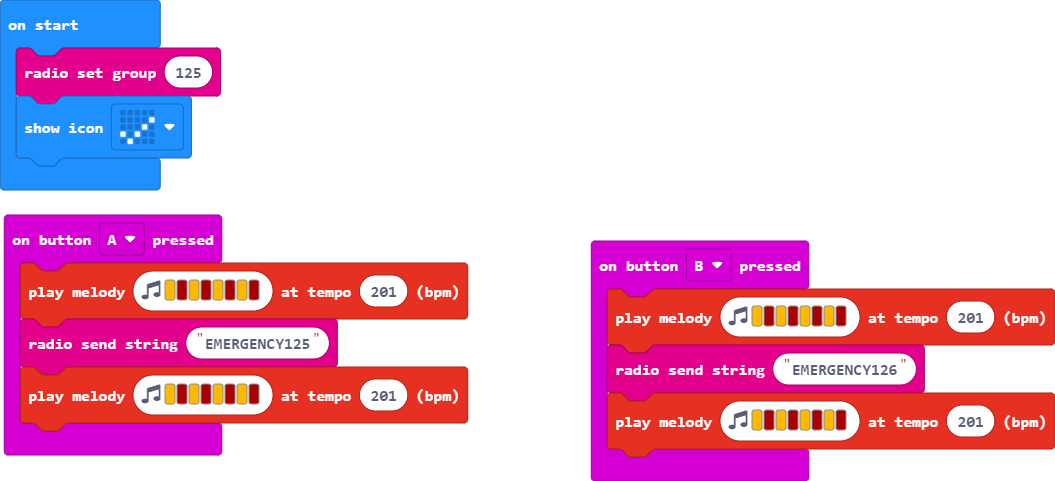 on start
radio set group 125
show icon
on button A pressed
play melody at tempo 201 (bpm)
radio send string "EMERGENCY125"
play melody at tempo 201 (bpm)
on button B pressed
play melody at tempo 201 (bpm)
radio send string "EMERGENCY126"
play melody at tempo 201 (bpm)